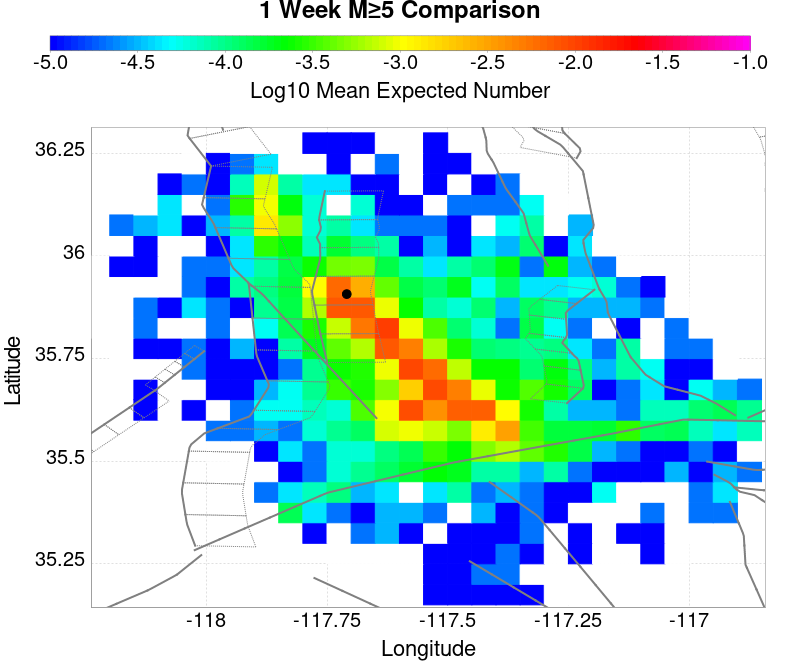 1 Week M≥5 Comparison
-5.0 -4.5 -4.0 -3.5 -3.0 -2.5 -2.0 -1.5 -1.0
Log10 Mean Expected Number
36.25
36
35.75
35.5
35.25
Latitude
-118 -117.75 -117.5 -117.25 -117
Longitude